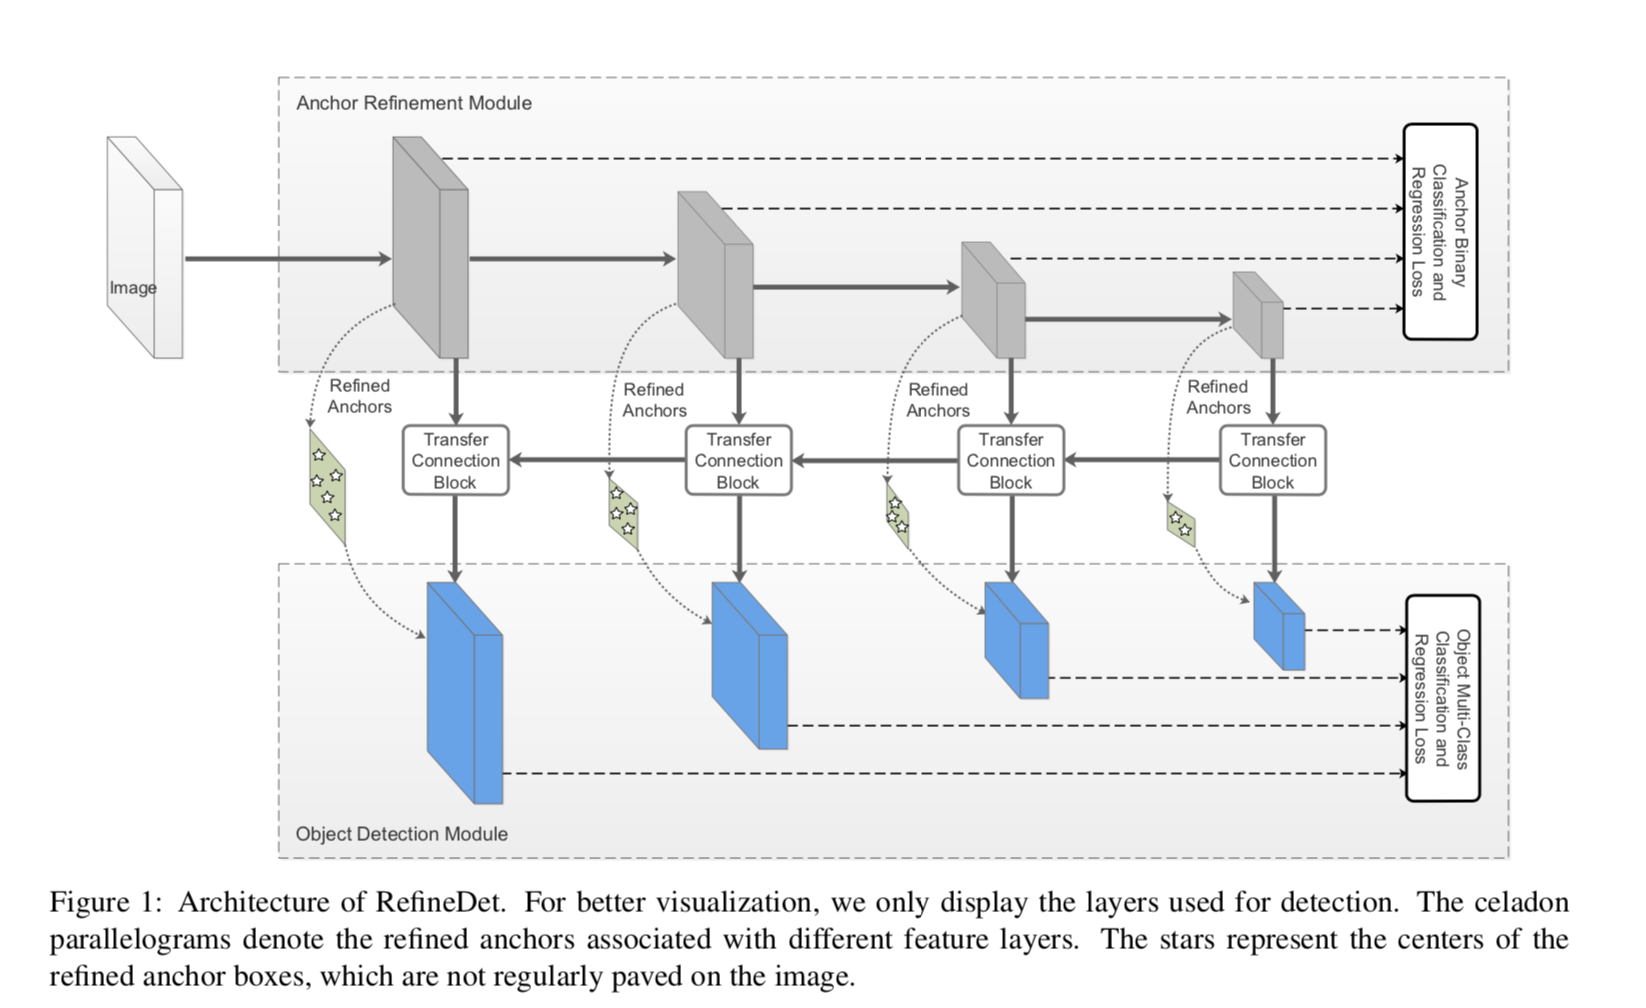 Anchor Refinement Module
Image
Anchor Binary
Classification and
Regression Loss
Refined
Anchors
Refined
Anchors
Refined
Anchors
Refined
Anchors
Transfer
Connection
Block
Transfer
Connection
Block
Transfer
Connection
Block
Transfer
Connection
Block
Object Multi-Class
Classification and
Regression Loss
Object Detection Module
Figure 1: Architecture of RefineDet. For better visualization, we only display the layers used for detection. The celadon
parallelograms denote the refined anchors associated with different feature layers. The stars represent the centers of the
refined anchor boxes, which are not regularly paved on the image.